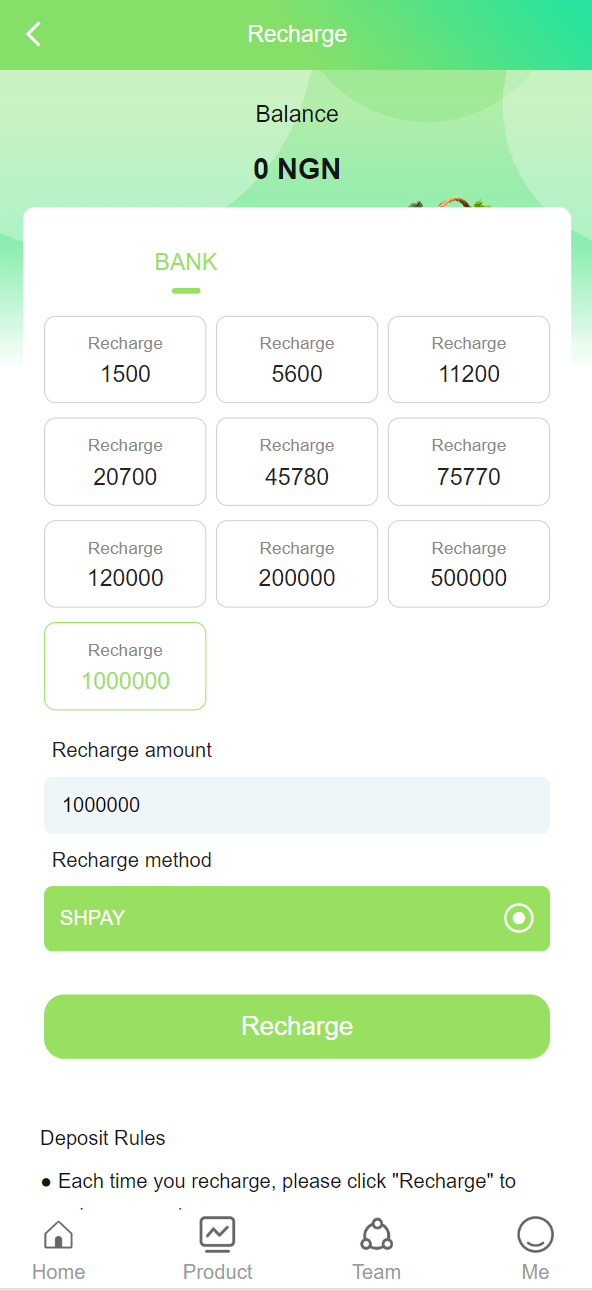 Recharge
Balance
0 NGN
BANK
Recharge Recharge Recharge
1500 5600 11200
Recharge Recharge Recharge
20700 45780 75770
Recharge Recharge Recharge
120000 200000 500000
Recharge
1000000
Recharge amount
1000000
Recharge method
SHPAY
Recharge
Deposit Rules
● Each time you recharge, please click "Recharge" to
Home Product Team Me